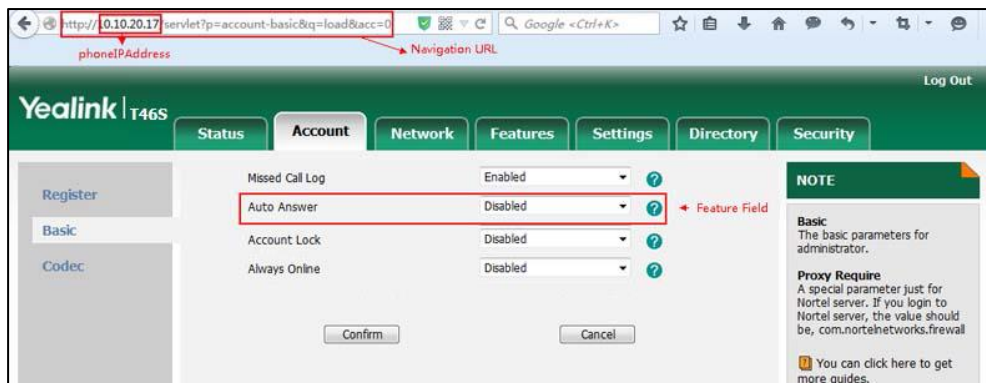 http://10.10.20.17/servlet?p=account-basic&q=load&acc=0
Google <Ctrl+K>
phoneIPAddress
Navigation URL
Log Out
Yealink T46S
Status
Account
Network
Features
Settings
Directory
Security
Register
Basic
Codec
Missed Call Log
Enabled
Auto Answer
Disabled
Feature Field
Account Lock
Disabled
Always Online
Disabled
Confirm
Cancel
NOTE
Basic
The basic parameters for
administrator.
Proxy Require
A special parameter just for
Nortel server. If you login to
Nortel server, the value should
be, com.nortelnetworks.firewall
You can click here to get
more guides.